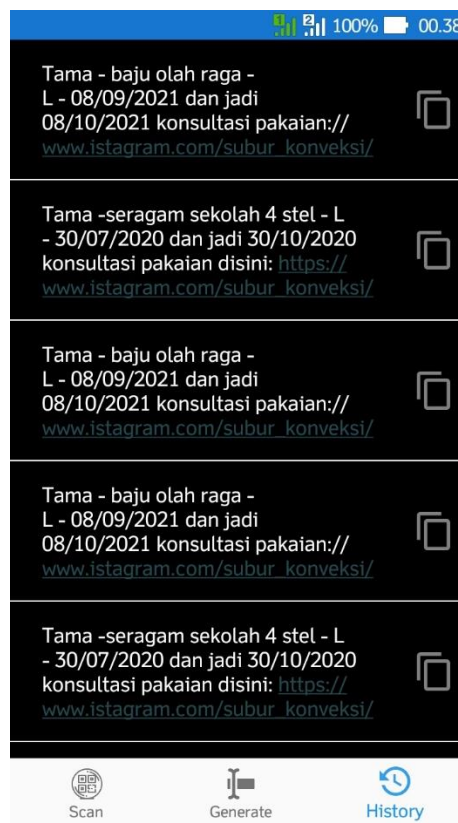 1 2 100% 00.38
Tama - baju olah raga -
L - 08/09/2021 dan jadi
08/10/2021 konsultasi pakaian://
www.istagram.com/subur_konveksi/
Tama -seragam sekolah 4 stel - L
- 30/07/2020 dan jadi 30/10/2020
konsultasi pakaian disini: https://
www.istagram.com/subur_konveksi/
Tama - baju olah raga -
L - 08/09/2021 dan jadi
08/10/2021 konsultasi pakaian://
www.istagram.com/subur_konveksi/
Tama - baju olah raga -
L - 08/09/2021 dan jadi
08/10/2021 konsultasi pakaian://
www.istagram.com/subur_konveksi/
Tama -seragam sekolah 4 stel - L
- 30/07/2020 dan jadi 30/10/2020
konsultasi pakaian disini: https://
www.istagram.com/subur_konveksi/
Scan Generate History